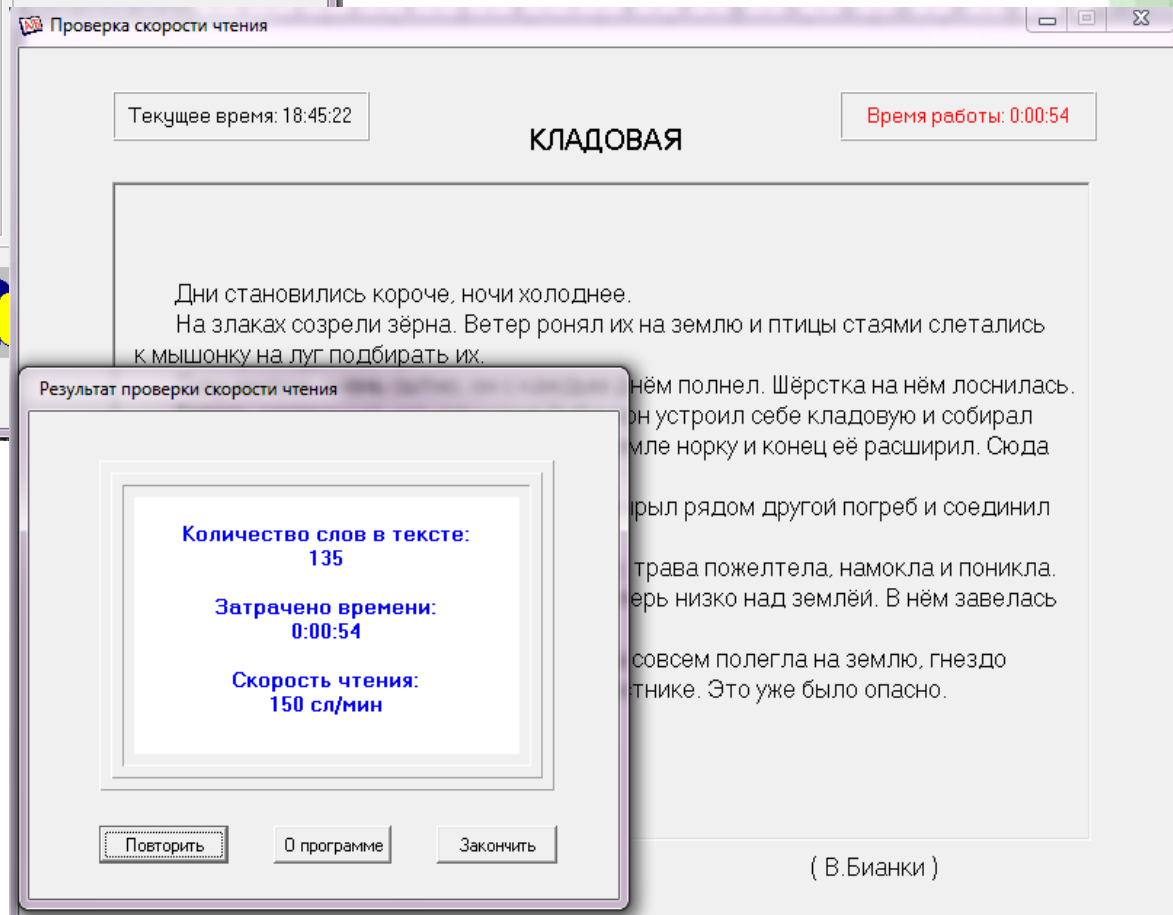 Проверка скорости чтения
Текущее время: 18:45:22
Время работы: 0:00:54
КЛАДОВАЯ
Дни становились короче, ночи холоднее.
На злаках созрели зёрна. Ветер ронял их на землю и птицы стаями слетались
к мышонку на луг подбирать их.
нём полнел. Шёрстка на нём лоснилась.
он устроил себе кладовую и собирал
мле норку и конец её расширил. Сюда
рыл рядом другой погреб и соединил
трава пожелтела, намокла и поникла.
ерь низко над землёй. В нём завелась
совсем полегла на землю, гнездо
тнике. Это уже было опасно.
( В.Бианки )
Результат проверки скорости чтения
Количество слов в тексте:
135
Затрачено времени:
0:00:54
Скорость чтения:
150 сл/мин
Повторить
О программе
Закончить